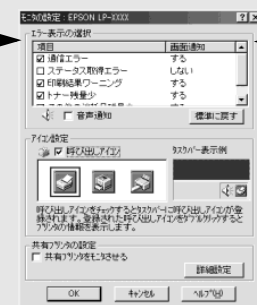 モニタの設定 : EPSON LP-XXXX
エラー表示の選択
項目 画面通知
通信エラー する
ステータス取得エラー しない
印刷結果ワーニング する
トナー残量少 する
音声通知
標準に戻す
アイコン設定
呼び出しアイコン
タスクバー表示例
呼び出しアイコンをチェックするとタスクバーに呼び出しアイコンが登
録されます。登録された呼び出しアイコンをダブルクリックすると
プリンタの情報を表示します。
共有プリンタの設定
共有プリンタをモニタさせる
詳細設定
OK キャンセル ヘルプ(H)